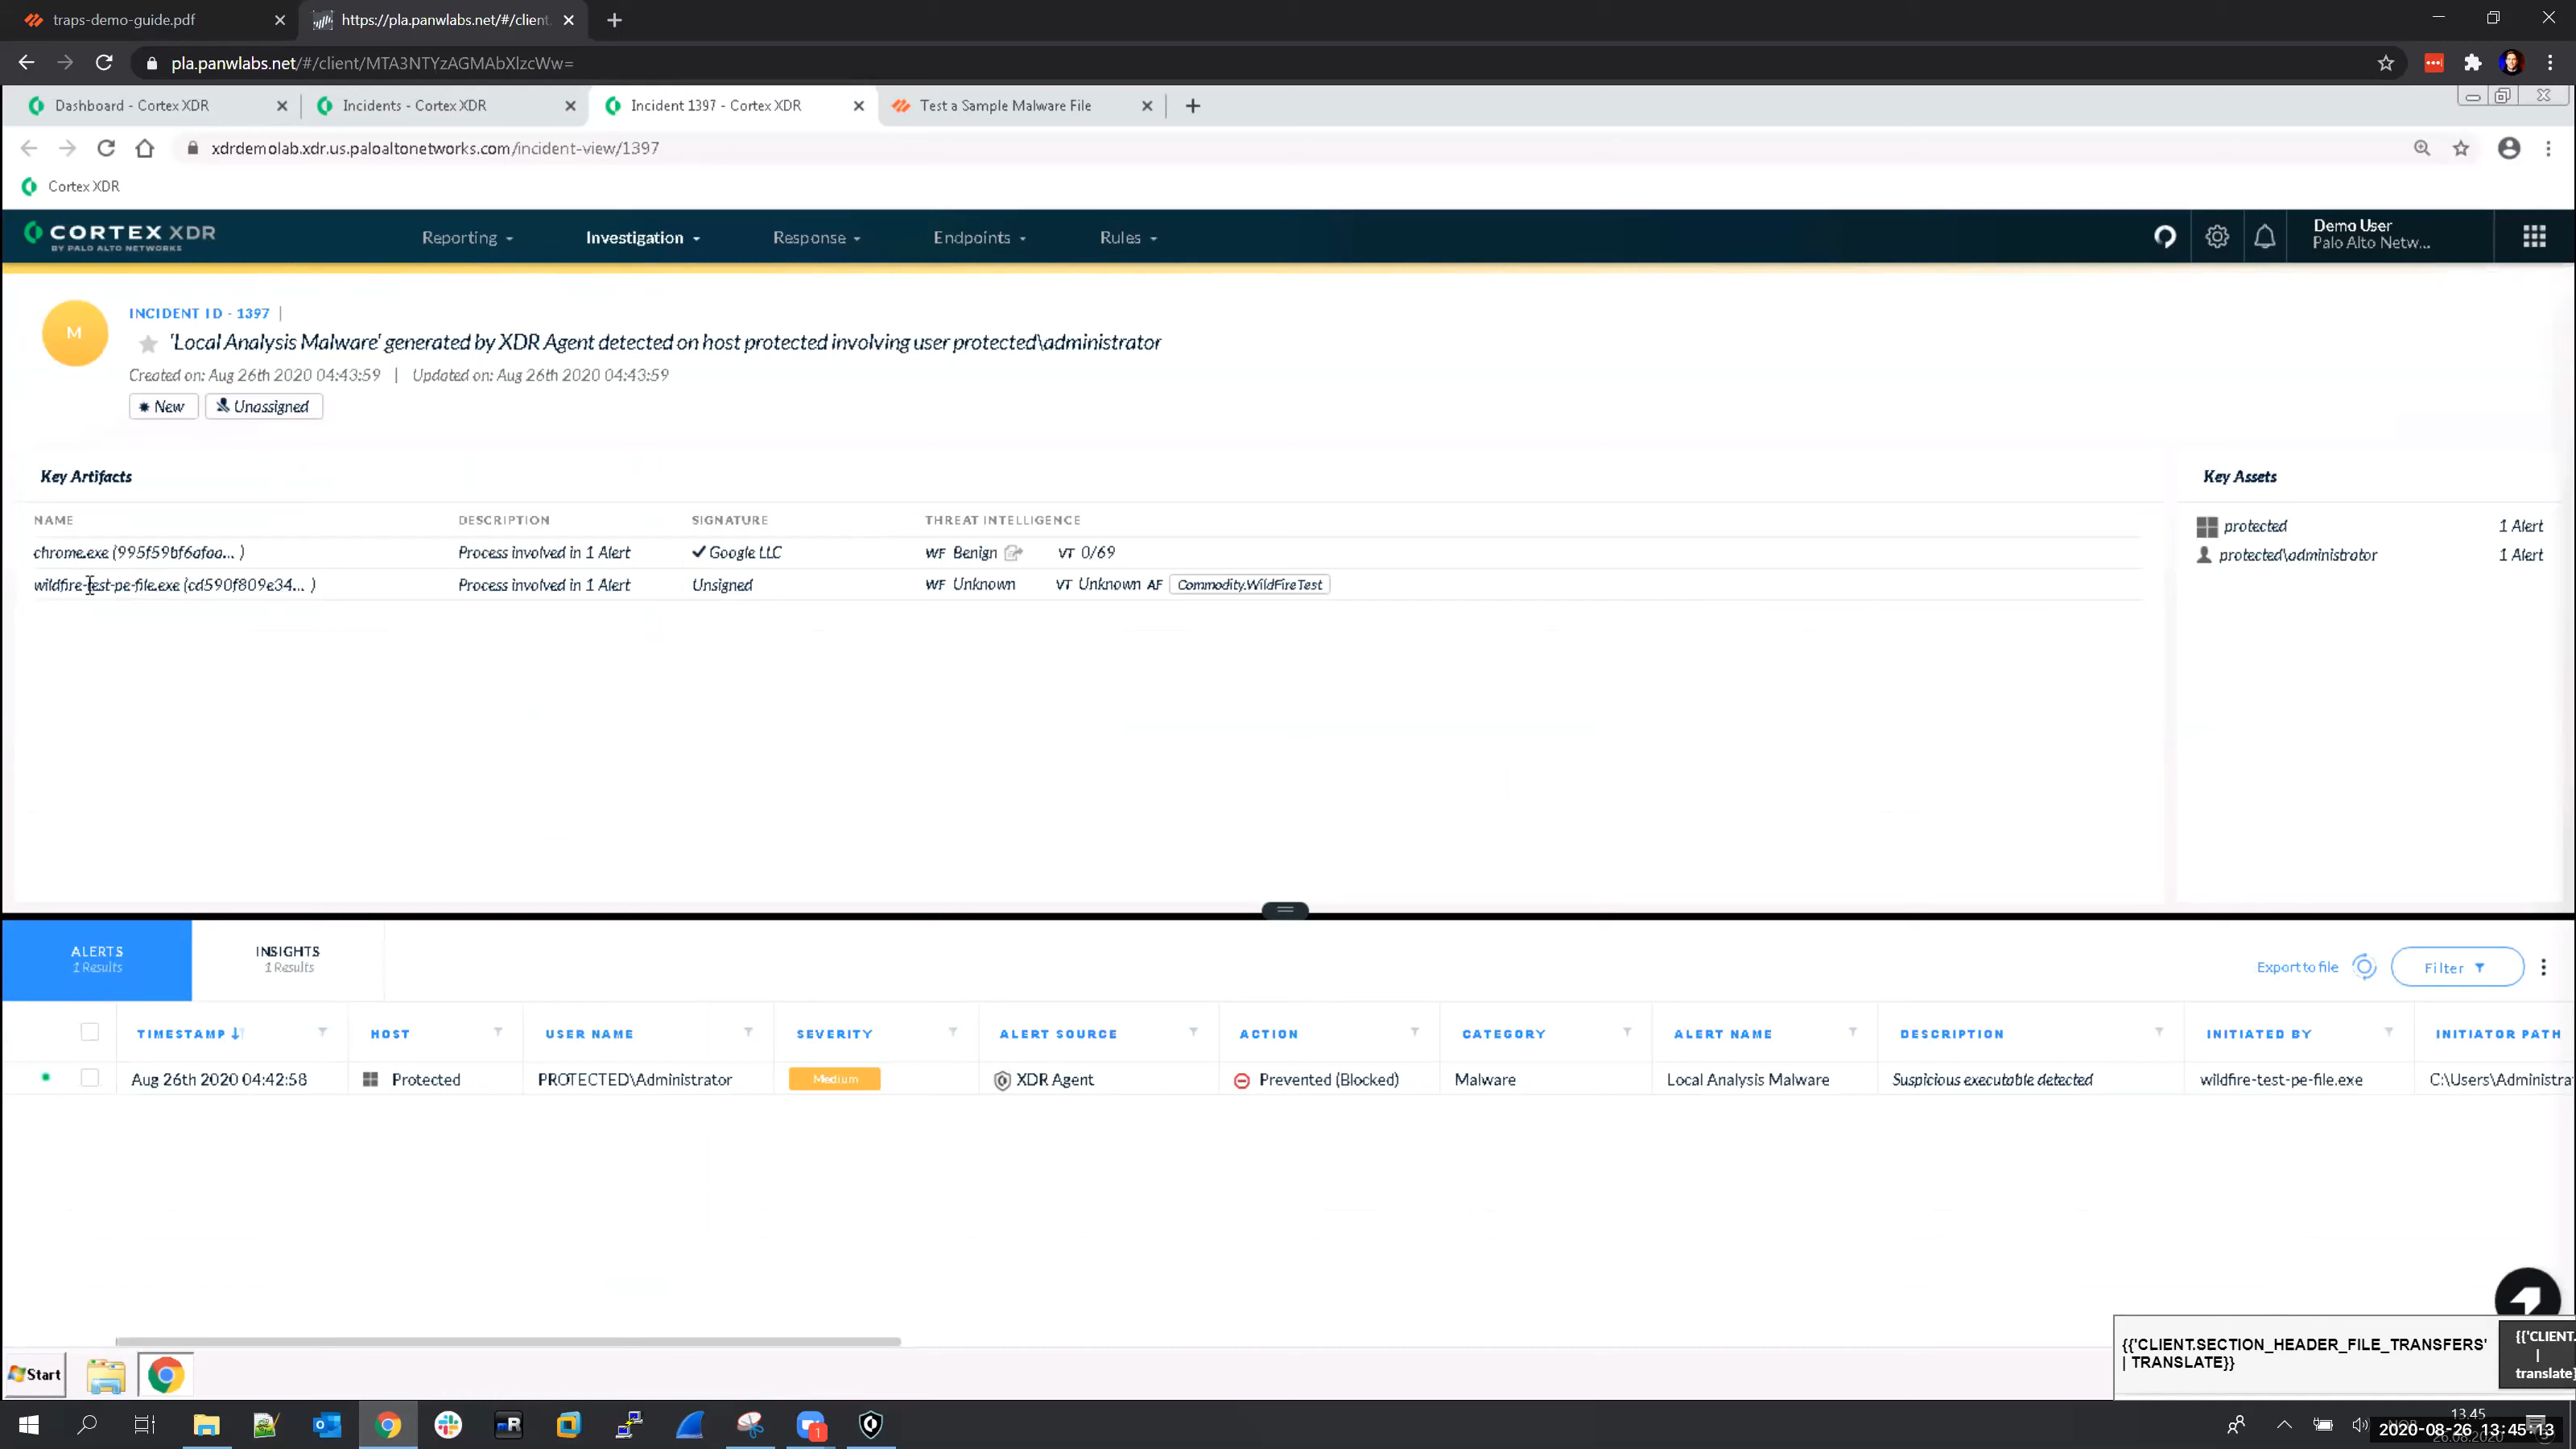 traps-demo-guide.pdf
https://pla.panwlabs.net/#/client
pla.panwlabs.net/#/client/MTA3NTYzAGMAbXlzcWw=
Dashboard - Cortex XDR
Incidents - Cortex XDR
Incident 1397 - Cortex XDR
Test a Sample Malware File
xdrdemolab.xdr.us.paloaltonetworks.com/incident-view/1397
Cortex XDR
CORTEX XDR
BY PALO ALTO NETWORKS
Reporting
Investigation
Response
Endpoints
Rules
Demo User
Palo Alto Netw...
M
INCIDENT ID - 1397 |
'Local Analysis Malware' generated by XDR Agent detected on host protected involving user protected\administrator
Created on: Aug 26th 2020 04:43:59 | Updated on: Aug 26th 2020 04:43:59
New
Unassigned
Key Artifacts
Key Assets
NAME DESCRIPTION SIGNATURE THREAT INTELLIGENCE
chrome.exe (995f59bf6afaa... ) Process involved in 1 Alert Google LLC WF Benign VT 0/69
wildfire-test-pe-file.exe (cd590f809e34... ) Process involved in 1 Alert Unsigned WF Unknown VT Unknown AF Commodity.WildFireTest
protected 1 Alert
protected\administrator 1 Alert
ALERTS
1 Results
INSIGHTS
1 Results
Export to file
Filter
TIMESTAMP HOST USER NAME SEVERITY ALERT SOURCE ACTION CATEGORY ALERT NAME DESCRIPTION INITIATED BY INITIATOR PATH
Aug 26th 2020 04:42:58 Protected PROTECTED\Administrator Medium XDR Agent Prevented (Blocked) Malware Local Analysis Malware Suspicious executable detected wildfire-test-pe-file.exe C:\Users\Administra
{{'CLIENT.SECTION_HEADER_FILE_TRANSFERS'
| TRANSLATE}}
{{'CLIENT.
|
translate}
Start
1
13.45
2020-08-26 13:45:13